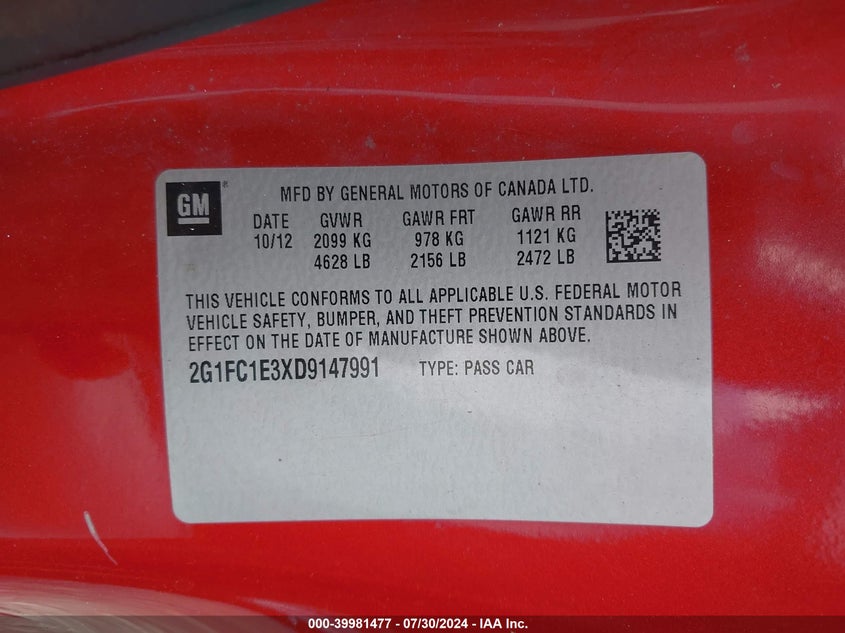 GM®
MFD BY GENERAL MOTORS OF CANADA LTD.
DATE GVWR GAWR FRT GAWR RR
10/12 2099 KG 978 KG 1121 KG
4628 LB 2156 LB 2472 LB
THIS VEHICLE CONFORMS TO ALL APPLICABLE U.S. FEDERAL MOTOR
VEHICLE SAFETY, BUMPER, AND THEFT PREVENTION STANDARDS IN
EFFECT ON THE DATE OF MANUFACTURE SHOWN ABOVE.
2G1FC1E3XD9147991 TYPE: PASS CAR
000-39981477 - 07/30/2024 - IAA Inc.